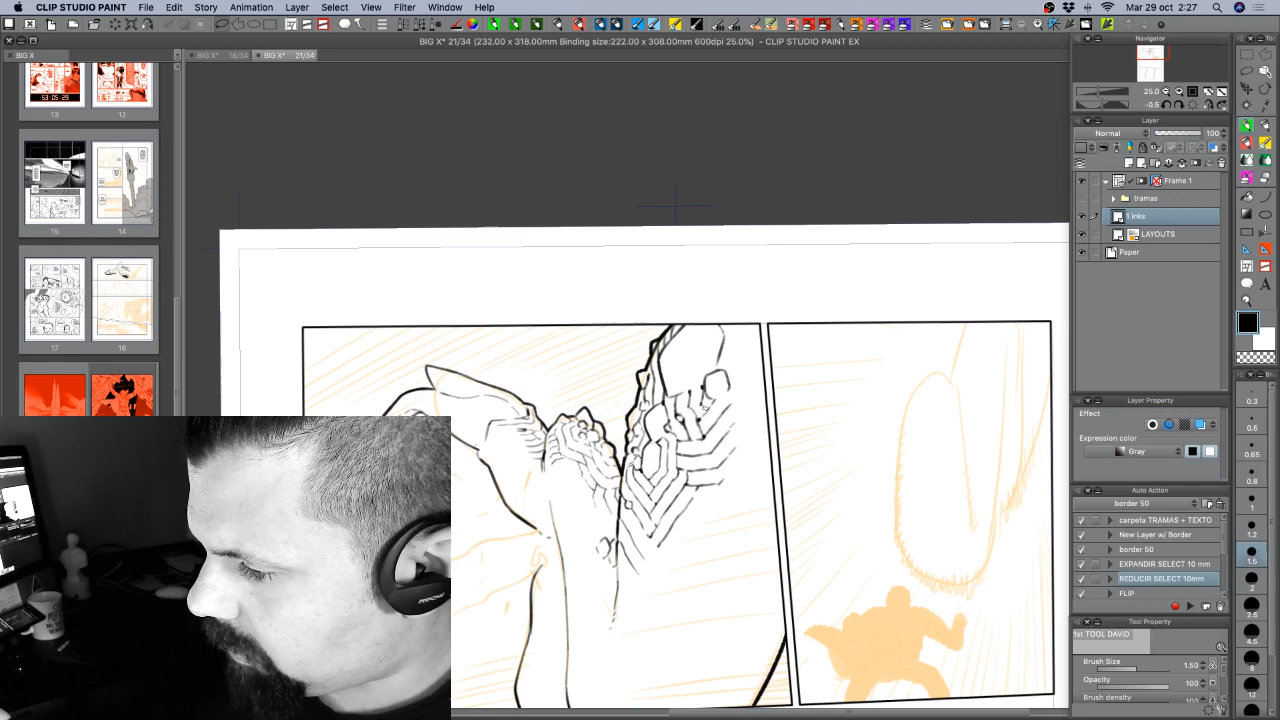 CLIP STUDIO PAINT File Edit Story Animation Layer Select View Filter Window Help Mar 29 oct 2:27
BIG X* 21/34 (232.00 x 318.00mm Binding size:222.00 x 308.00mm 600dpi 25.0%) - CLIP STUDIO PAINT EX
BIG X
BIG X* 18/34
BIG X* 21/34
13
12
15
14
17
16
Navigator
25.0
-0.5
Layer
Normal
100
Frame 1
tramas
1 inks
LAYOUTS
Paper
Layer Property
Effect
Expression color
Gray
Auto Action
border 50
carpeta TRAMAS + TEXTO
New Layer w/ Border
border 50
EXPANDIR SELECT 10 mm
REDUCIR SELECT 10mm
FLIP
Tool Property
1st TOOL DAVID
Brush Size 1.50
Opacity 100
Brush density 100
To
Br
0.3
0.5
0.65
0.8
1
1.2
1.5
2
2.5
4.5
8
12